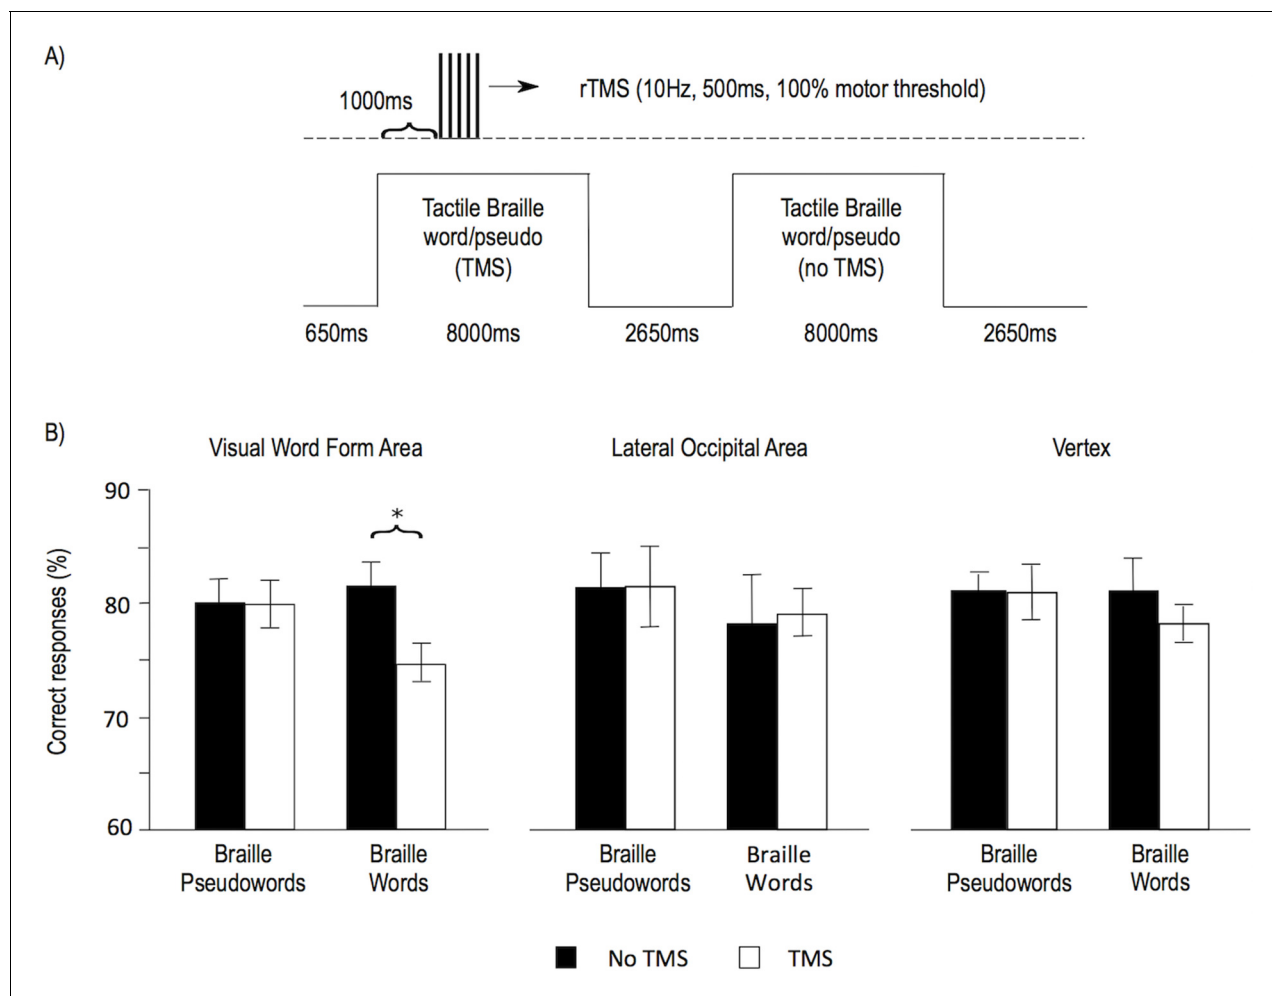 A)
1000ms
rTMS (10Hz, 500ms, 100% motor threshold)
Tactile Braille
word/pseudo
(TMS)
Tactile Braille
word/pseudo
(no TMS)
650ms 8000ms 2650ms 8000ms 2650ms
B)
Visual Word Form Area Lateral Occipital Area Vertex
Correct responses (%)
90
80
70
60
*
Braille
Pseudowords
Braille
Words
Braille
Pseudowords
Braille
Words
Braille
Pseudowords
Braille
Words
No TMS TMS